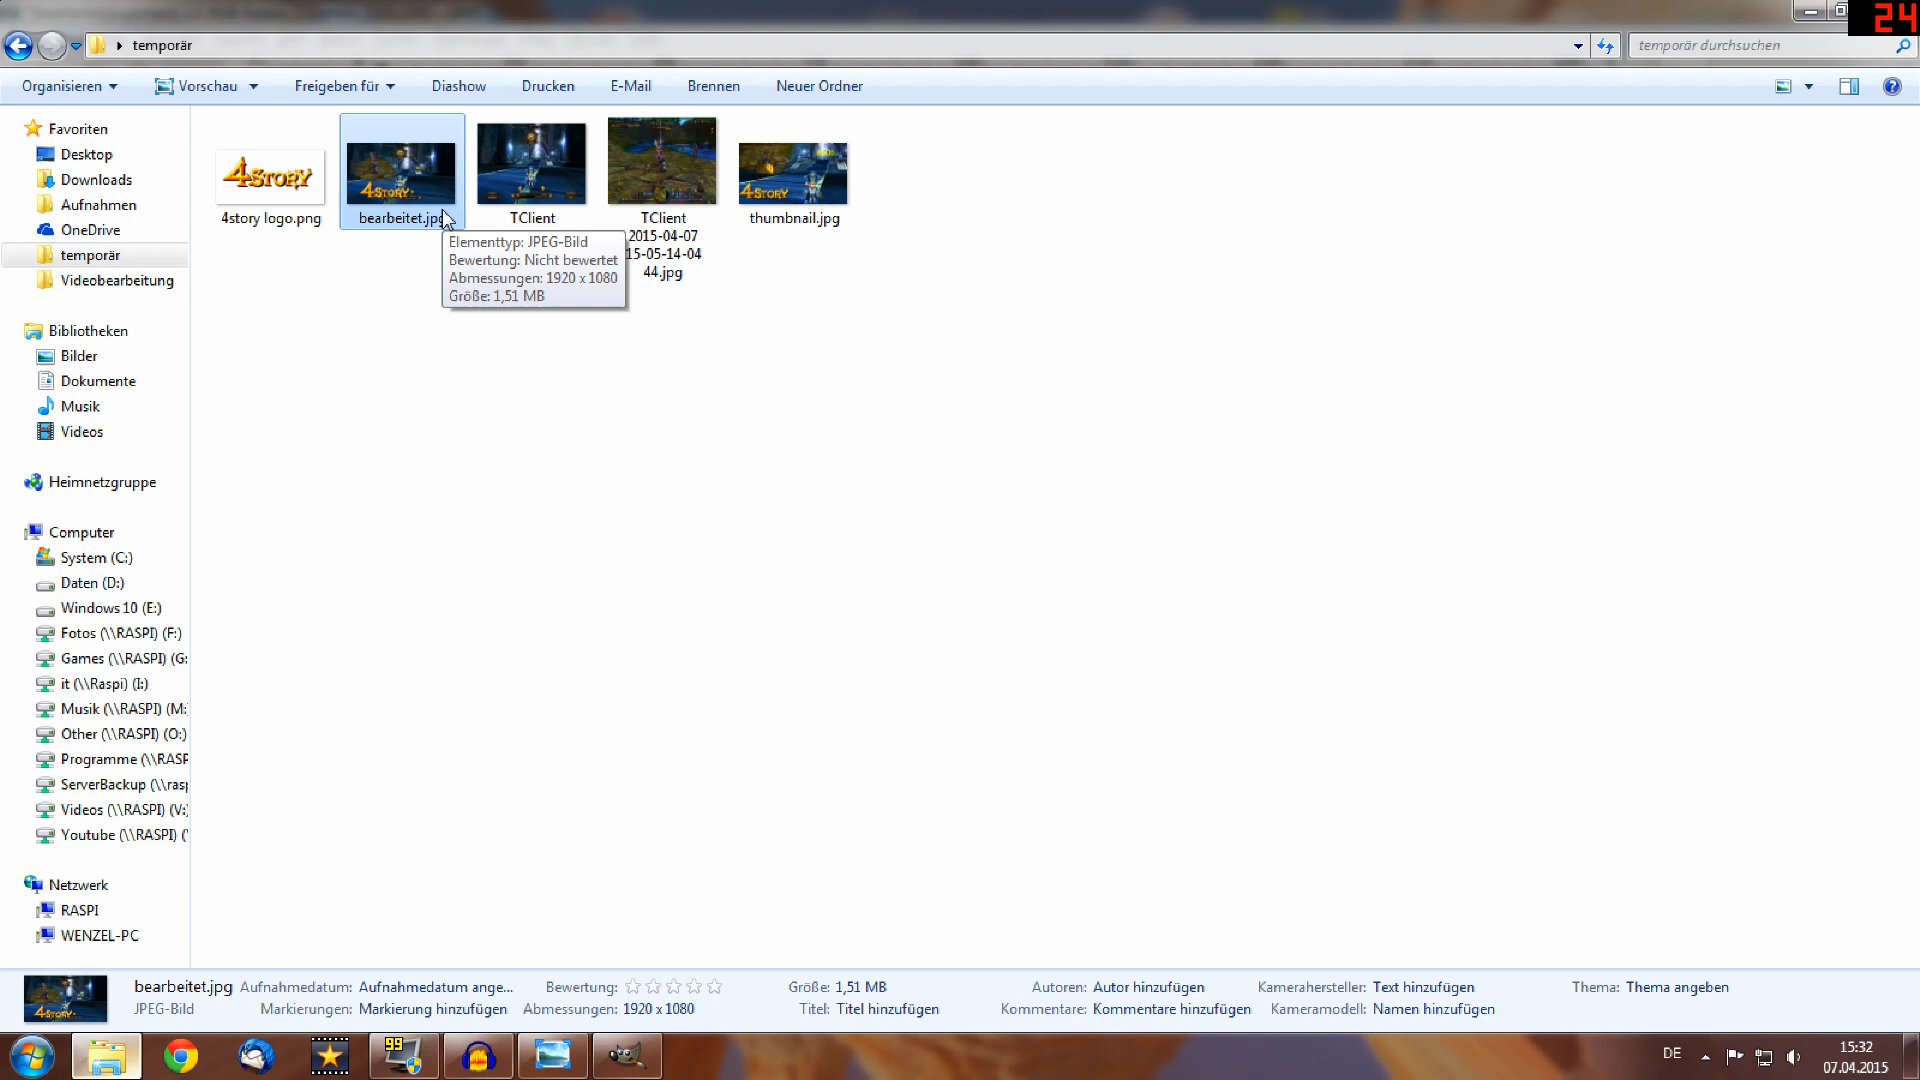 24
temporär
temporär durchsuchen
Organisieren
Vorschau
Freigeben für
Diashow
Drucken
E-Mail
Brennen
Neuer Ordner
Favoriten
Desktop
Downloads
Aufnahmen
OneDrive
temporär
Videobearbeitung
Bibliotheken
Bilder
Dokumente
Musik
Videos
Heimnetzgruppe
Computer
System (C:)
Daten (D:)
Windows 10 (E:)
Fotos (\\RASPI) (F:)
Games (\\RASPI) (G:
it (\\Raspi) (I:)
Musik (\\RASPI) (M:
Other (\\RASPI) (O:)
Programme (\\RASP
ServerBackup (\\rasp
Videos (\\RASPI) (V:
Youtube (\\RASPI) (
Netzwerk
RASPI
WENZEL-PC
4STORY
4story logo.png
4STORY
bearbeitet.jpg
TClient
TClient
2015-04-07
15-05-14-04
44.jpg
4STORY
thumbnail.jpg
Elementtyp: JPEG-Bild
Bewertung: Nicht bewertet
Abmessungen: 1920 x 1080
Größe: 1,51 MB
4STORY
bearbeitet.jpg Aufnahmedatum: Aufnahmedatum ange... Bewertung: Größe: 1,51 MB Autoren: Autor hinzufügen Kamerahersteller: Text hinzufügen Thema: Thema angeben
JPEG-Bild Markierungen: Markierung hinzufügen Abmessungen: 1920 x 1080 Titel: Titel hinzufügen Kommentare: Kommentare hinzufügen Kameramodell: Namen hinzufügen
99
DE
15:32
07.04.2015